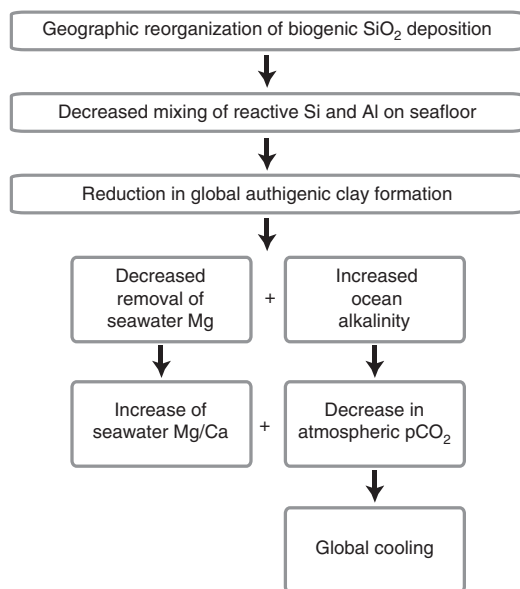 Geographic reorganization of biogenic SiO₂ deposition
Decreased mixing of reactive Si and Al on seafloor
Reduction in global authigenic clay formation
Decreased
removal of
seawater Mg
+
Increased
ocean
alkalinity
Increase of
seawater Mg/Ca
+
Decrease in
atmospheric pCO₂
Global cooling